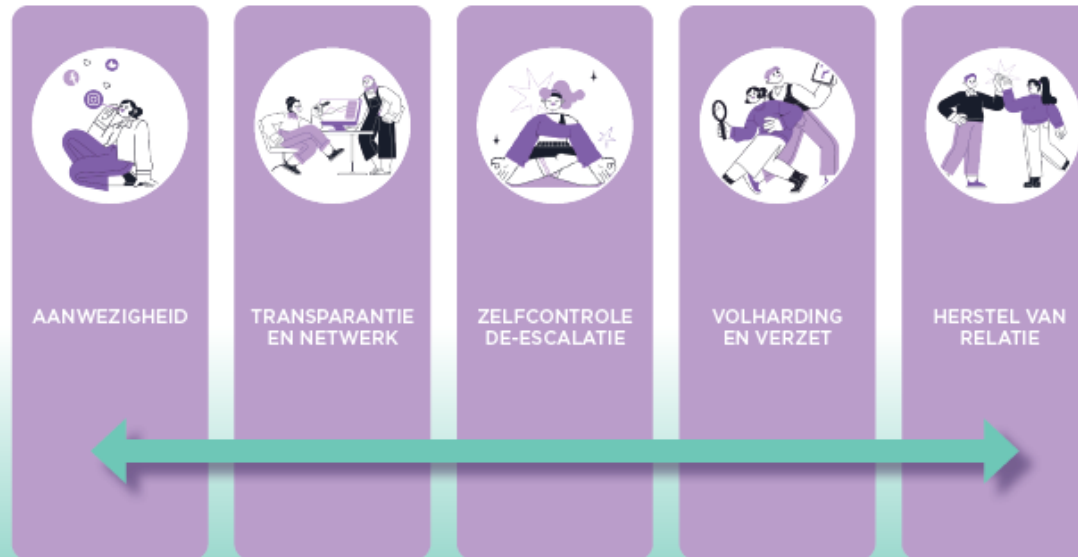 AANWEZIGHEID
TRANSPARANTIE
EN NETWERK
ZELFCONTROLE
DE-ESCALATIE
VOLHARDING
EN VERZET
HERSTEL VAN
RELATIE